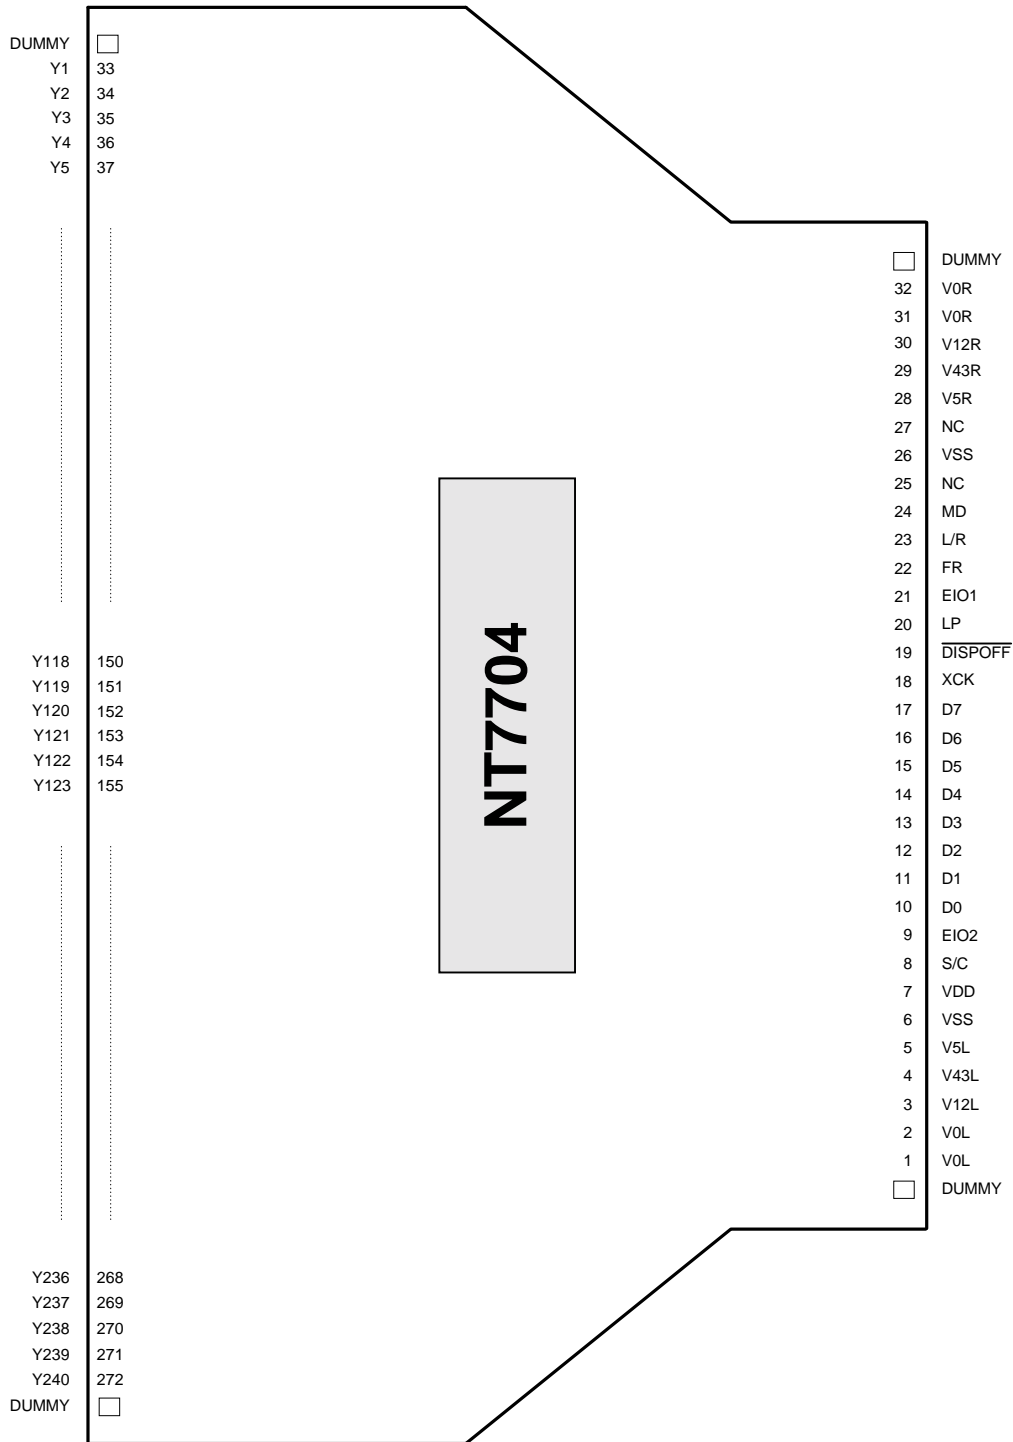 DUMMY
Y1 33
Y2 34
Y3 35
Y4 36
Y5 37
Y118 150
Y119 151
Y120 152
Y121 153
Y122 154
Y123 155
Y236 268
Y237 269
Y238 270
Y239 271
Y240 272
DUMMY
NT7704
DUMMY
32 V0R
31 V0R
30 V12R
29 V43R
28 V5R
27 NC
26 VSS
25 NC
24 MD
23 L/R
22 FR
21 EIO1
20 LP
19 DISPOFF
18 XCK
17 D7
16 D6
15 D5
14 D4
13 D3
12 D2
11 D1
10 D0
9 EIO2
8 S/C
7 VDD
6 VSS
5 V5L
4 V43L
3 V12L
2 V0L
1 V0L
DUMMY